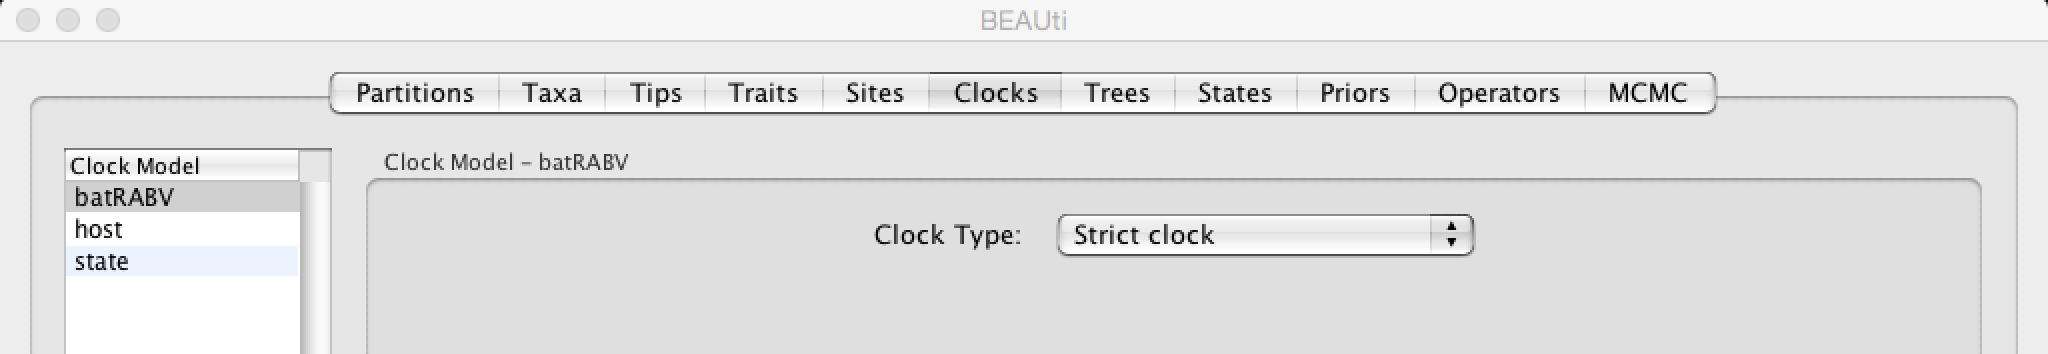 BEAUti
Partitions Taxa Tips Traits Sites Clocks Trees States Priors Operators MCMC
Clock Model
Clock Model – batRABV
batRABV
host
Clock Type: Strict clock
state